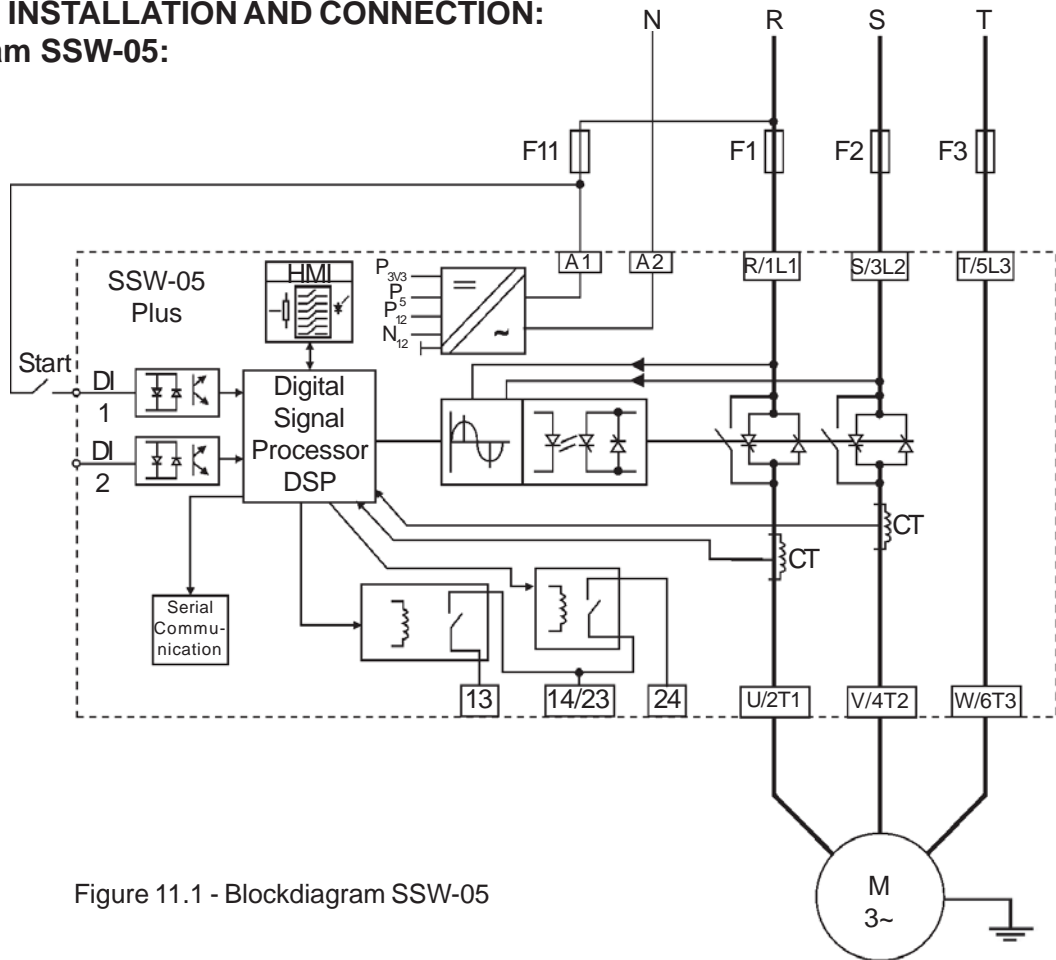 INSTALLATION AND CONNECTION:
am SSW-05:
N R S T
F11 F1 F2 F3
A1 A2 R/1L1 S/3L2 T/5L3
SSW-05
Plus
HMI
P3V3
P5
P12
N12
=
~
Start
DI
1
DI
2
Digital
Signal
Processor
DSP
CT
CT
Serial
Commu-
nication
13 14/23 24 U/2T1 V/4T2 W/6T3
M
3~
Figure 11.1 - Blockdiagram SSW-05